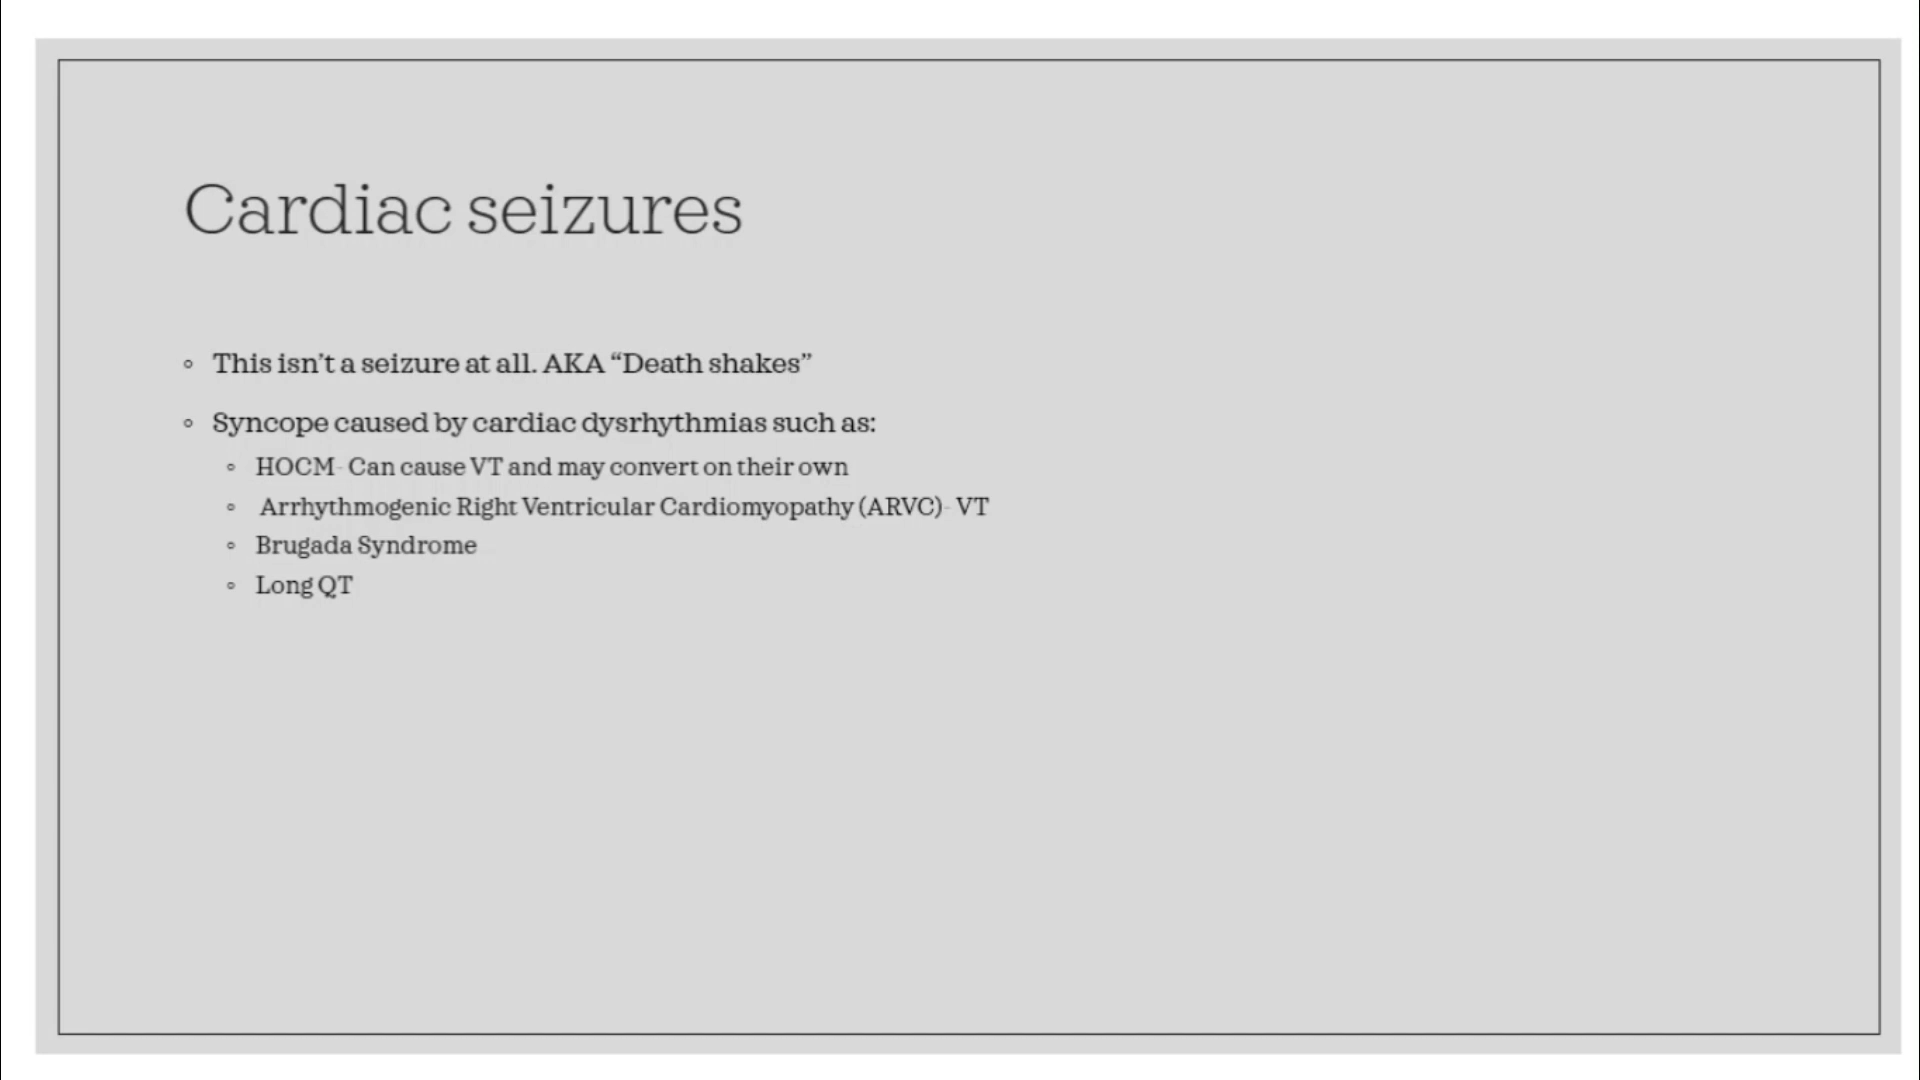 Cardiac seizures
This isn't a seizure at all. AKA “Death shakes”
Syncope caused by cardiac dysrhythmias such as:
HOCM- Can cause VT and may convert on their own
Arrhythmogenic Right Ventricular Cardiomyopathy (ARVC)- VT
Brugada Syndrome
Long QT